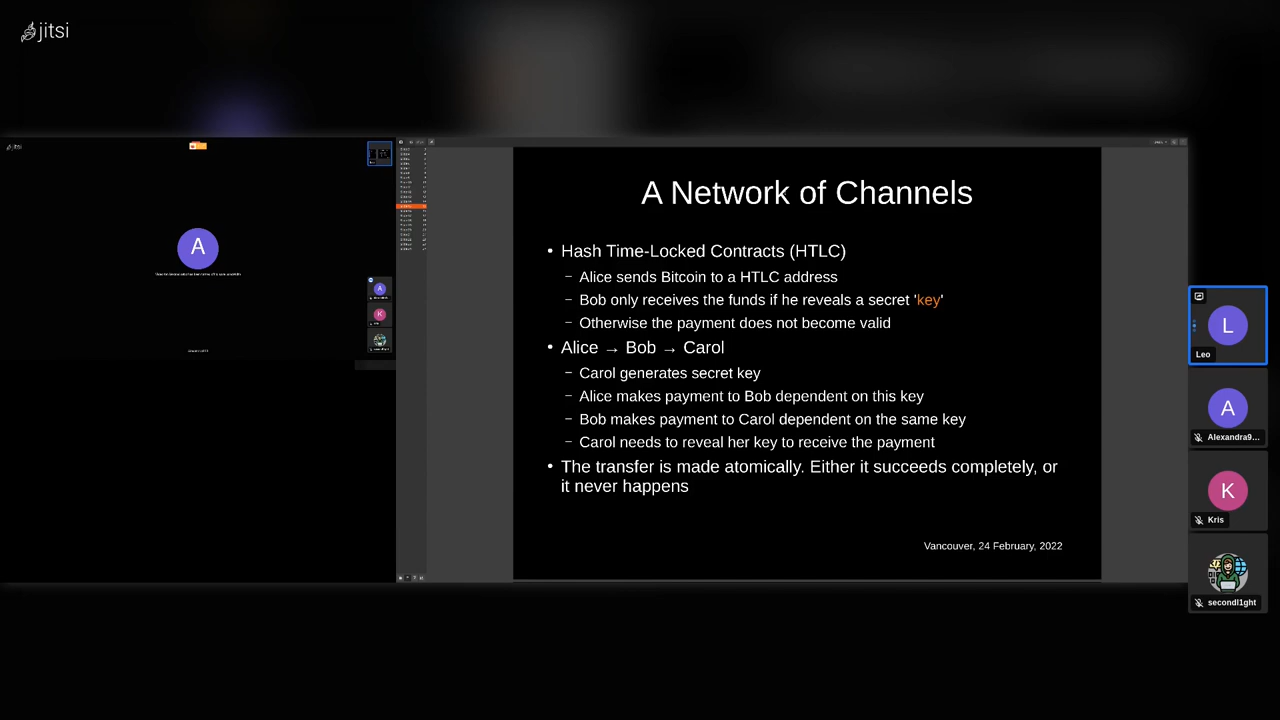 jitsi
jitsi
A
A
K
A Network of Channels
• Hash Time-Locked Contracts (HTLC)
– Alice sends Bitcoin to a HTLC address
– Bob only receives the funds if he reveals a secret 'key'
– Otherwise the payment does not become valid
• Alice → Bob → Carol
– Carol generates secret key
– Alice makes payment to Bob dependent on this key
– Bob makes payment to Carol dependent on the same key
– Carol needs to reveal her key to receive the payment
• The transfer is made atomically. Either it succeeds completely, or
it never happens
Vancouver, 24 February, 2022
L
Leo
A
Alexandra9...
K
Kris
secondl1ght